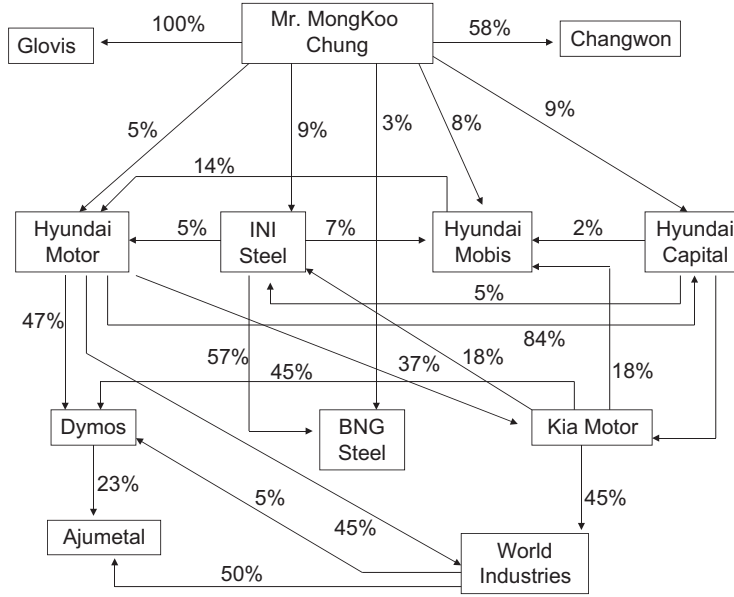 Mr. MongKoo
Chung
Glovis
100%
58%
Changwon
5%
9%
3%
8%
9%
14%
Hyundai
Motor
5%
INI
Steel
7%
Hyundai
Mobis
2%
Hyundai
Capital
5%
47%
84%
57%
45%
37%
18%
18%
Dymos
BNG
Steel
Kia Motor
23%
5%
45%
45%
Ajumetal
World
Industries
50%